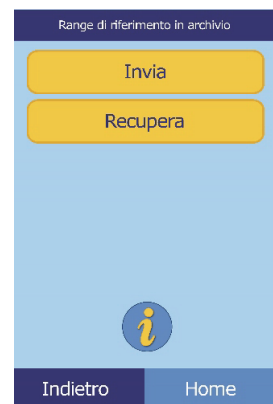 Range di riferimento in archivio
Invia
Recupera
i
Indietro Home